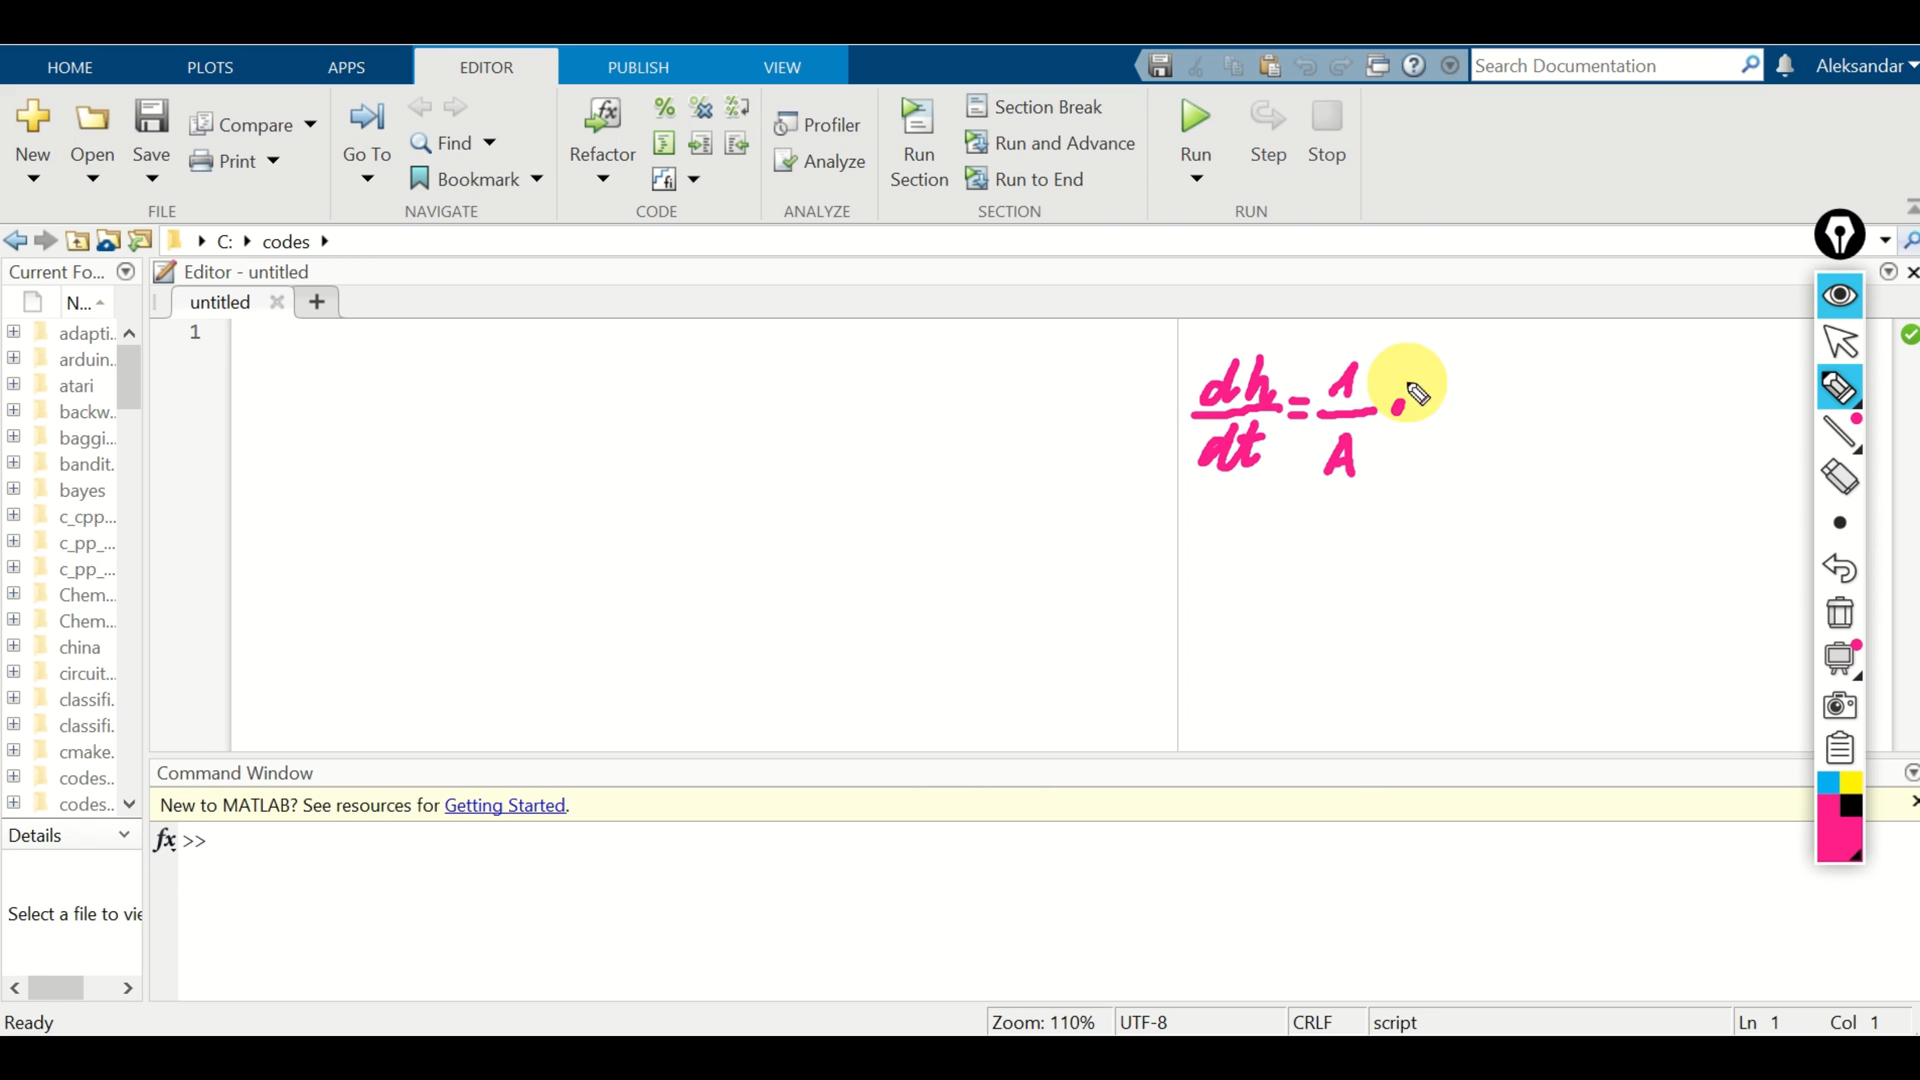 HOME PLOTS APPS EDITOR PUBLISH VIEW Search Documentation Aleksandar
New Open Save Compare Print FILE
Go To Find Bookmark NAVIGATE
Refactor CODE
Profiler Analyze ANALYZE
Run Section Section Break Run and Advance Run to End SECTION
Run Step Stop RUN
C: codes
Current Fo...
Editor - untitled
N...
untitled
1
adapti..
arduin..
atari
backw..
baggi...
bandit.
bayes
c_cpp...
c_pp_...
c_pp_...
Chem...
Chem...
china
circuit...
classifi.
classifi.
cmake.
codes..
codes..
dh/dt = 1/A ·
Command Window
New to MATLAB? See resources for Getting Started.
fx >>
Details
Select a file to vie
Ready
Zoom: 110% UTF-8 CRLF script Ln 1 Col 1